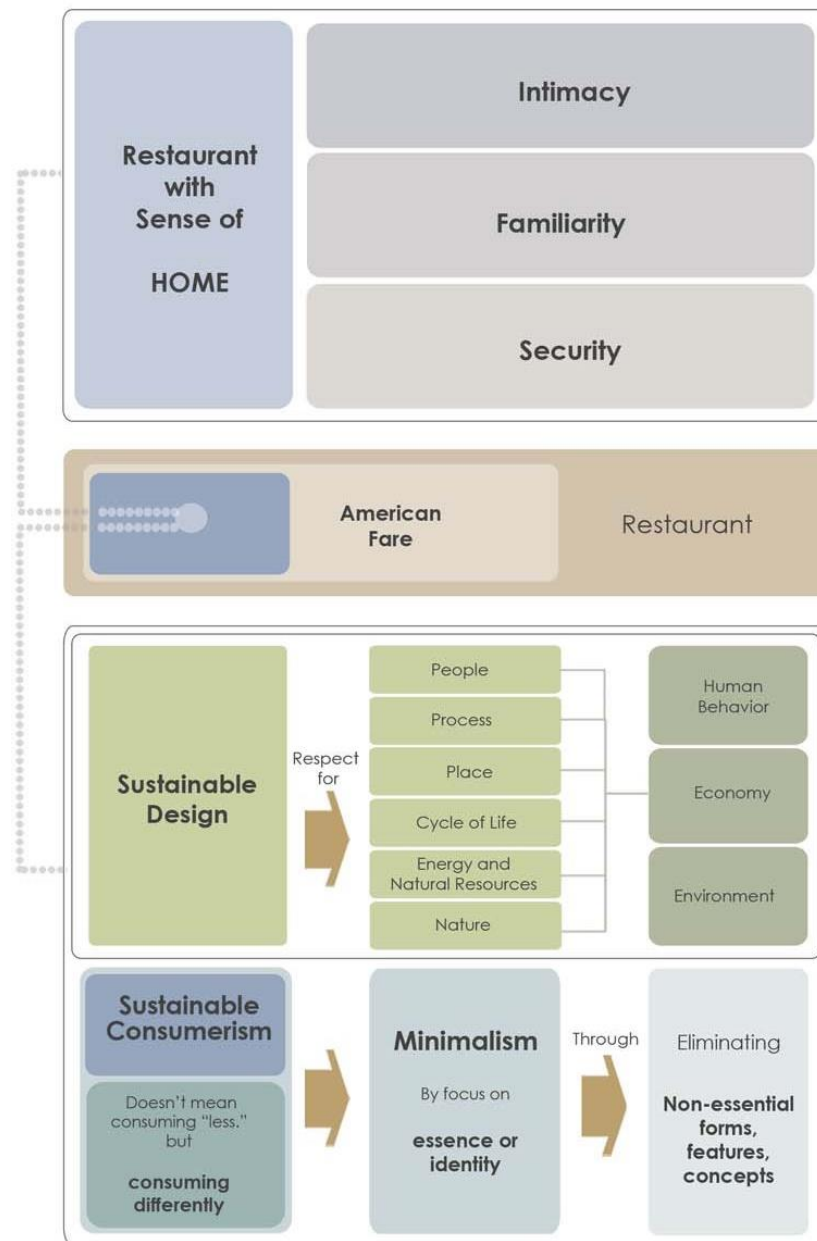 Restaurant
with
Sense of
HOME
Intimacy
Familiarity
Security
American
Fare
Restaurant
Sustainable
Design
Respect
for
People
Process
Place
Cycle of Life
Energy and
Natural Resources
Nature
Human
Behavior
Economy
Environment
Sustainable
Consumerism
Doesn't mean
consuming "less."
but
consuming
differently
Minimalism
By focus on
essence or
identity
Through
Eliminating
Non-essential
forms,
features,
concepts